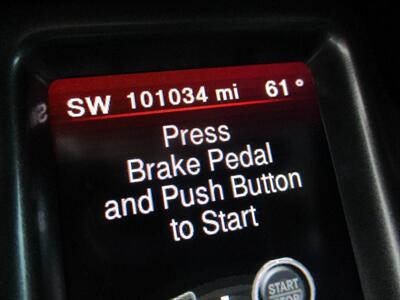 SW 101034 mi 61°
Press
Brake Pedal
and Push Button
to Start
START
STOP